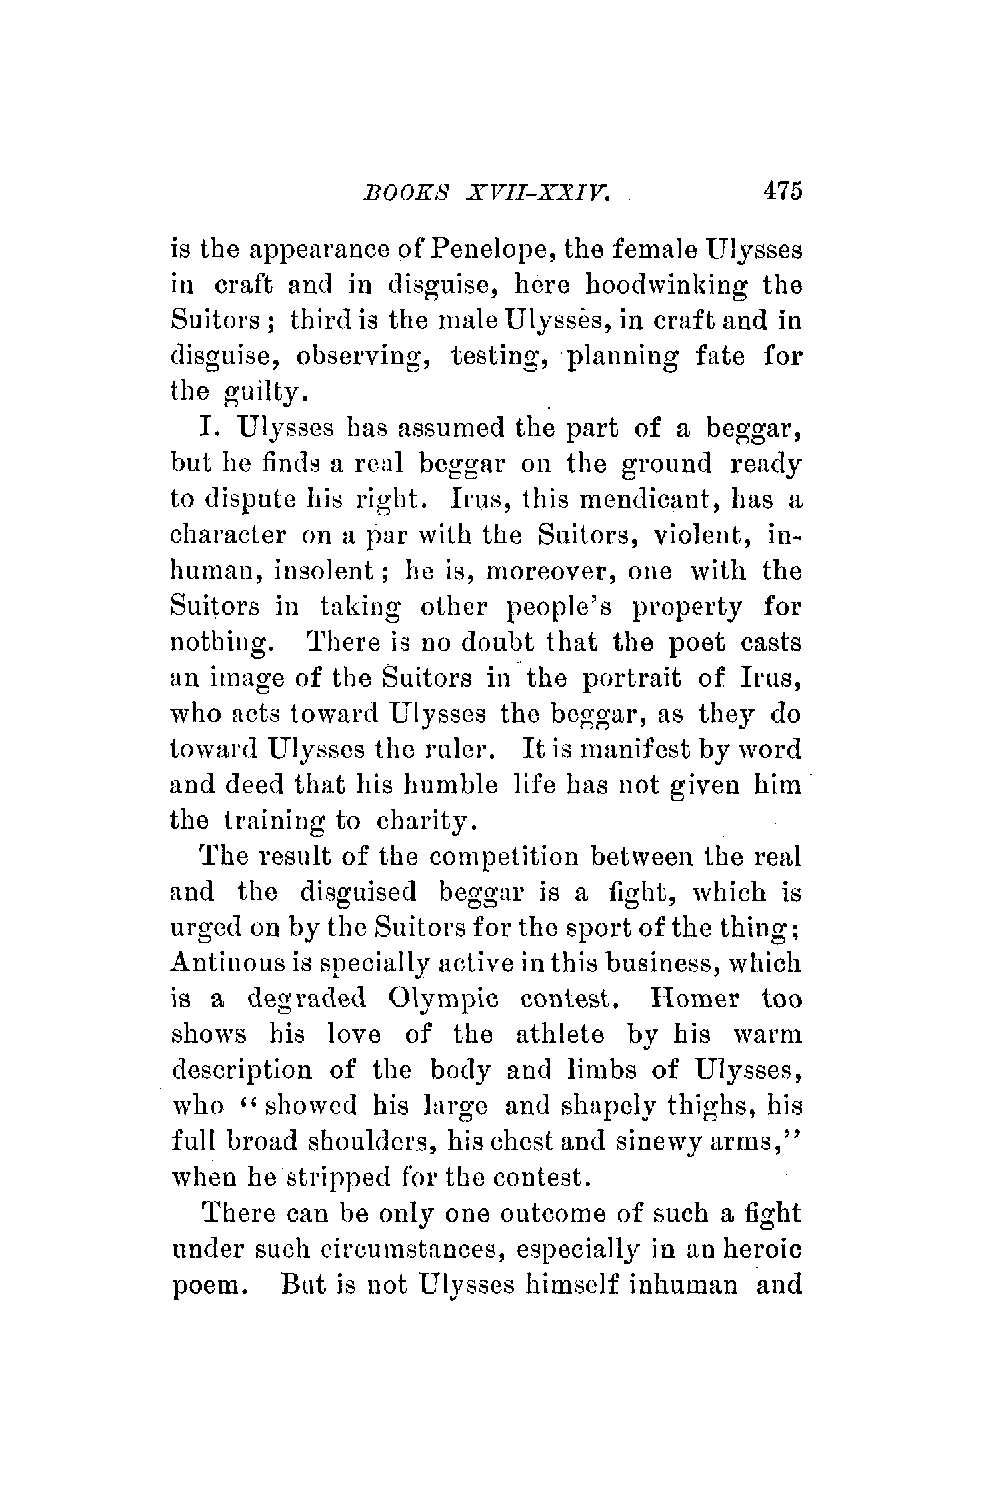 BOOKS XVII-XXIV. 475
is the appearance of Penelope, the female Ulysses
in craft and in disguise, here hoodwinking the
Suitors; third is the male Ulysses, in craft and in
disguise, observing, testing, planning fate for
the guilty.
I. Ulysses has assumed the part of a beggar,
but he finds a real beggar on the ground ready
to dispute his right. Irus, this mendicant, has a
character on a par with the Suitors, violent, in-
human, insolent; he is, moreover, one with the
Suitors in taking other people's property for
nothing. There is no doubt that the poet casts
an image of the Suitors in the portrait of Irus,
who acts toward Ulysses the beggar, as they do
toward Ulysses the ruler. It is manifest by word
and deed that his humble life has not given him
the training to charity.
The result of the competition between the real
and the disguised beggar is a fight, which is
urged on by the Suitors for the sport of the thing;
Antinous is specially active in this business, which
is a degraded Olympic contest. Homer too
shows his love of the athlete by his warm
description of the body and limbs of Ulysses,
who "showed his large and shapely thighs, his
full broad shoulders, his chest and sinewy arms,"
when he stripped for the contest.
There can be only one outcome of such a fight
under such circumstances, especially in an heroic
poem. But is not Ulysses himself inhuman and